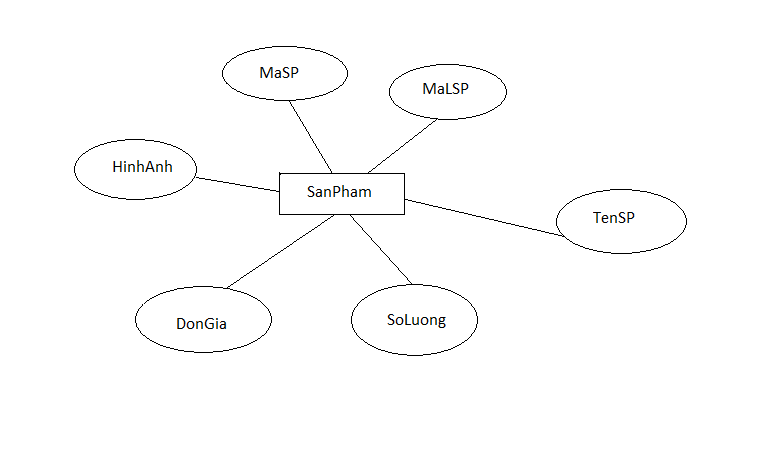 MaSP
MaLSP
HinhAnh
SanPham
TenSP
DonGia
SoLuong